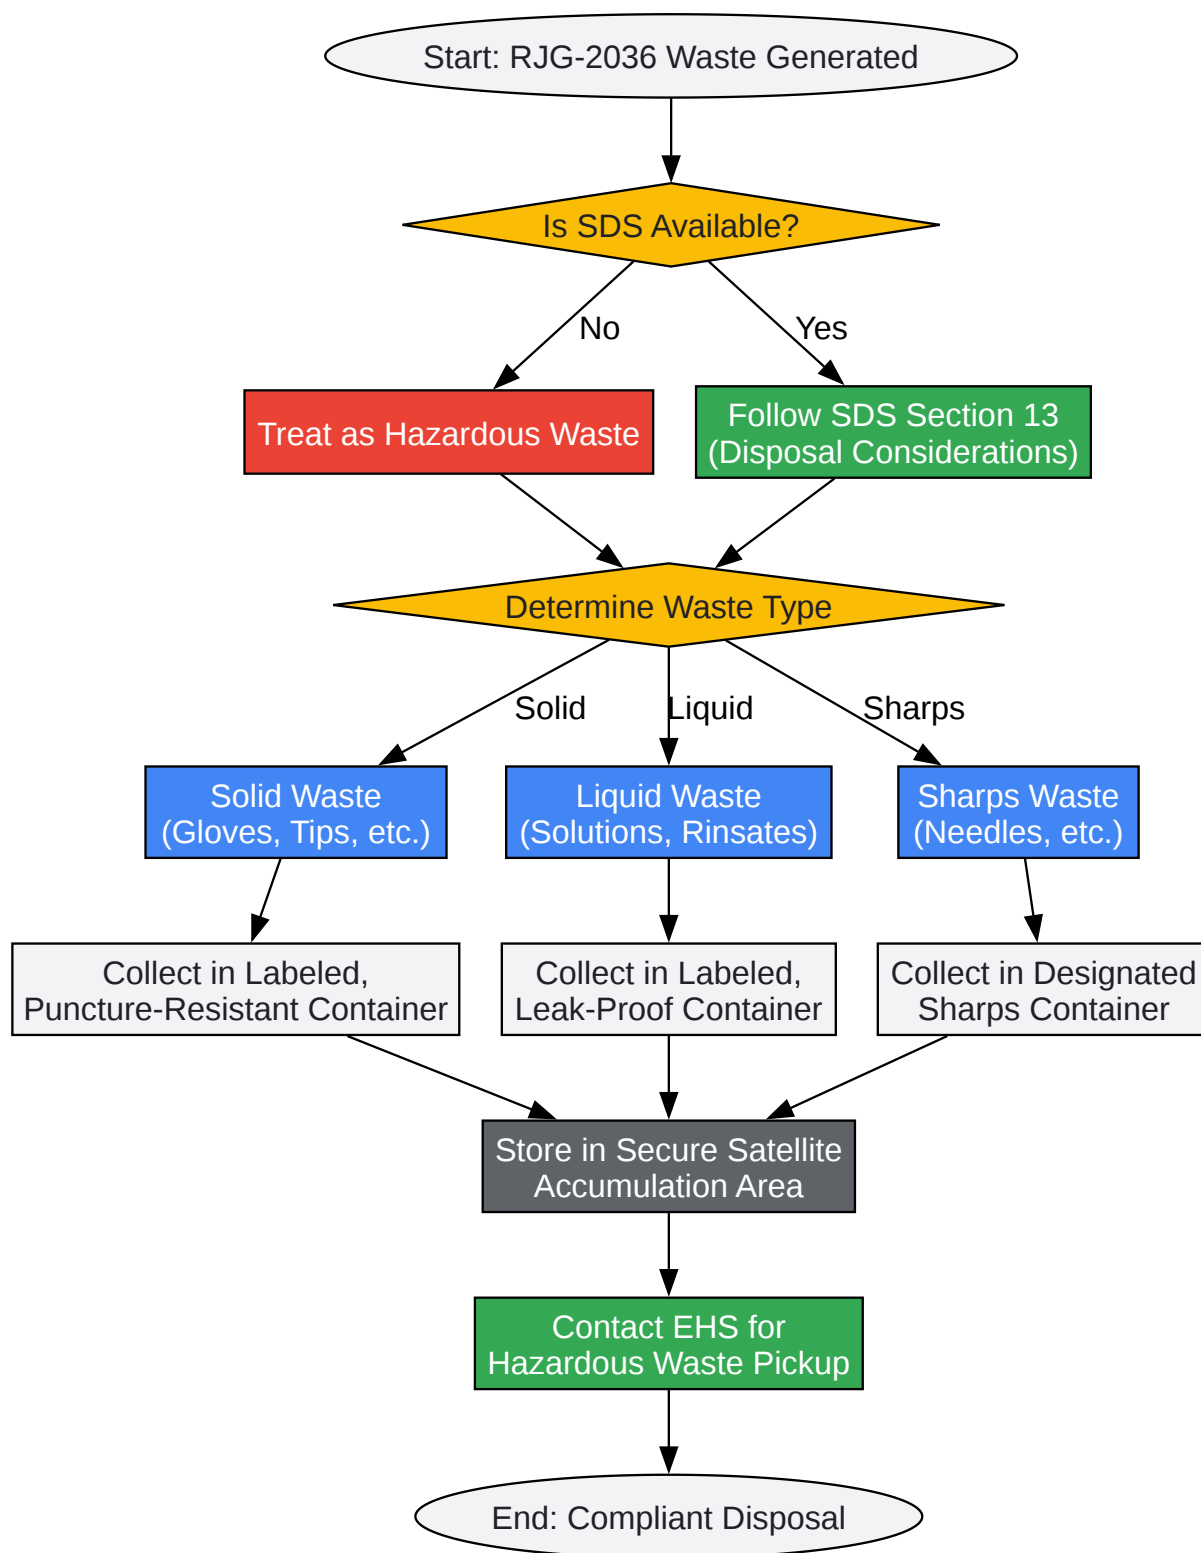 Start: RJG-2036 Waste Generated
Is SDS Available?
No
Yes
Treat as Hazardous Waste
Follow SDS Section 13
(Disposal Considerations)
Determine Waste Type
Solid
Liquid
Sharps
Solid Waste
(Gloves, Tips, etc.)
Liquid Waste
(Solutions, Rinsates)
Sharps Waste
(Needles, etc.)
Collect in Labeled,
Puncture-Resistant Container
Collect in Labeled,
Leak-Proof Container
Collect in Designated
Sharps Container
Store in Secure Satellite
Accumulation Area
Contact EHS for
Hazardous Waste Pickup
End: Compliant Disposal